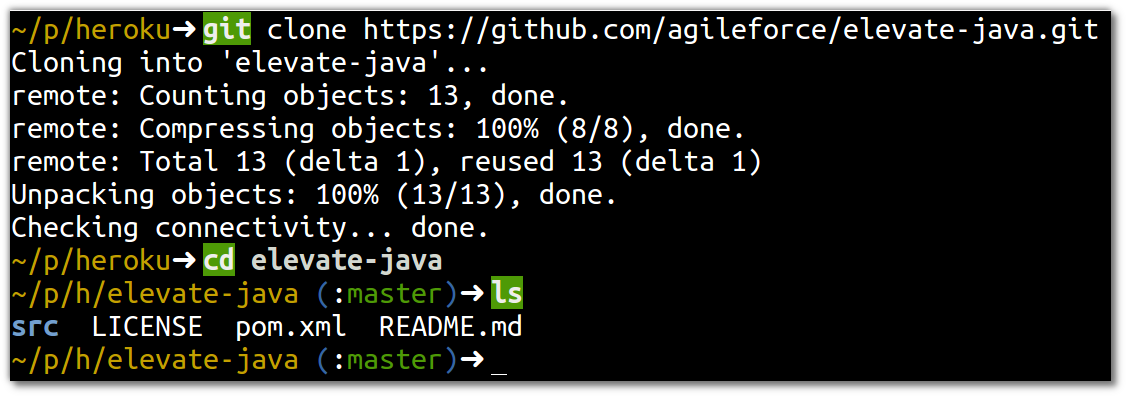 ~/p/heroku➜git clone https://github.com/agileforce/elevate-java.git
Cloning into 'elevate-java'...
remote: Counting objects: 13, done.
remote: Compressing objects: 100% (8/8), done.
remote: Total 13 (delta 1), reused 13 (delta 1)
Unpacking objects: 100% (13/13), done.
Checking connectivity... done.
~/p/heroku➜cd elevate-java
~/p/h/elevate-java (:master)➜ls
src  LICENSE  pom.xml  README.md
~/p/h/elevate-java (:master)➜_